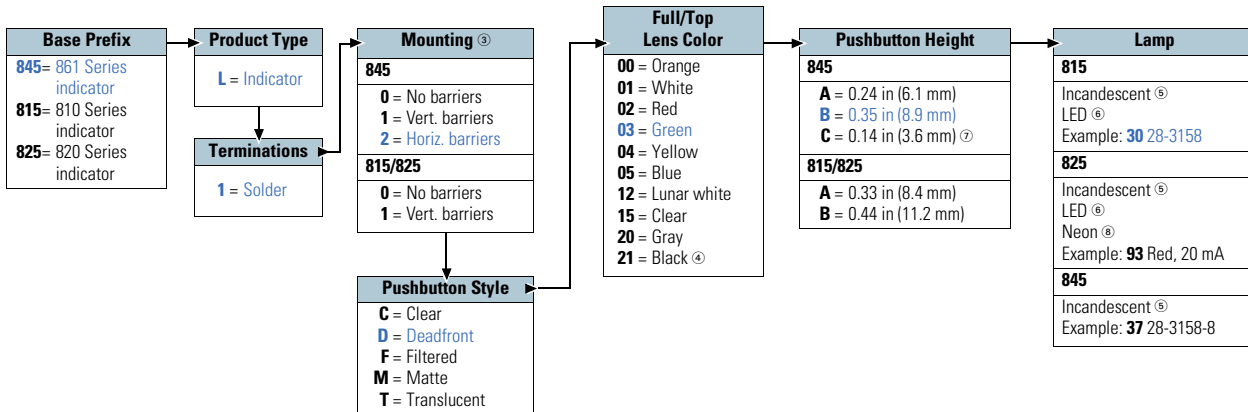 Base Prefix
845= 861 Series
indicator
815= 810 Series
indicator
825= 820 Series
indicator
Product Type
L = Indicator
Terminations
1 = Solder
Mounting ③
845
0 = No barriers
1 = Vert. barriers
2 = Horiz. barriers
815/825
0 = No barriers
1 = Vert. barriers
Pushbutton Style
C = Clear
D = Deadfront
F = Filtered
M = Matte
T = Translucent
Full/Top
Lens Color
00 = Orange
01 = White
02 = Red
03 = Green
04 = Yellow
05 = Blue
12 = Lunar white
15 = Clear
20 = Gray
21 = Black ④
Pushbutton Height
845
A = 0.24 in (6.1 mm)
B = 0.35 in (8.9 mm)
C = 0.14 in (3.6 mm) ⑦
815/825
A = 0.33 in (8.4 mm)
B = 0.44 in (11.2 mm)
Lamp
815
Incandescent ⑤
LED ⑥
Example: 30 28-3158
825
Incandescent ⑤
LED ⑥
Neon ⑧
Example: 93 Red, 20 mA
845
Incandescent ⑤
Example: 37 28-3158-8